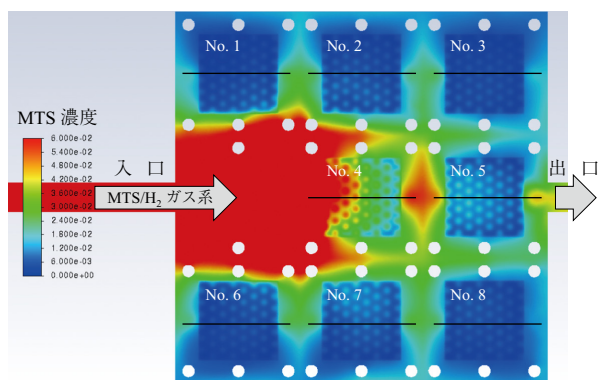 No. 1
No. 2
No. 3
MTS 濃度
6.000e-02
5.400e-02
4.800e-02
4.200e-02
3.600e-02
3.000e-02
2.400e-02
1.800e-02
1.200e-02
6.000e-03
0.000e+00
入 口
MTS/H₂ ガス系
No. 4
No. 5
出 口
No. 6
No. 7
No. 8